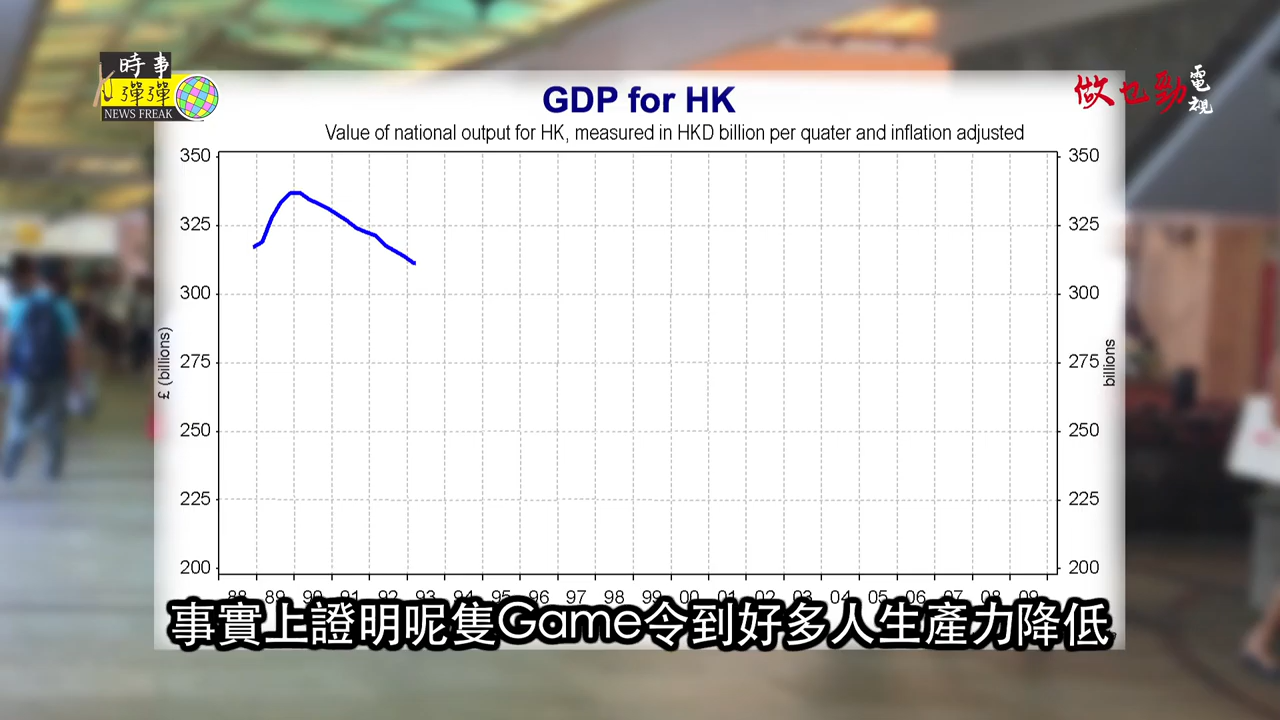 時事
彈彈
NEWS FREAK
做乜勁
電視
GDP for HK
Value of national output for HK, measured in HKD billion per quater and inflation adjusted
350
350
325
325
300
300
275
275
£ (billions)
billions
250
250
225
225
200
200
88 89 90 91 92 93 94 95 96 97 98 99 00 01 02 03 04 05 06 07 08 09
事實上證明呢隻Game令到好多人生產力降低